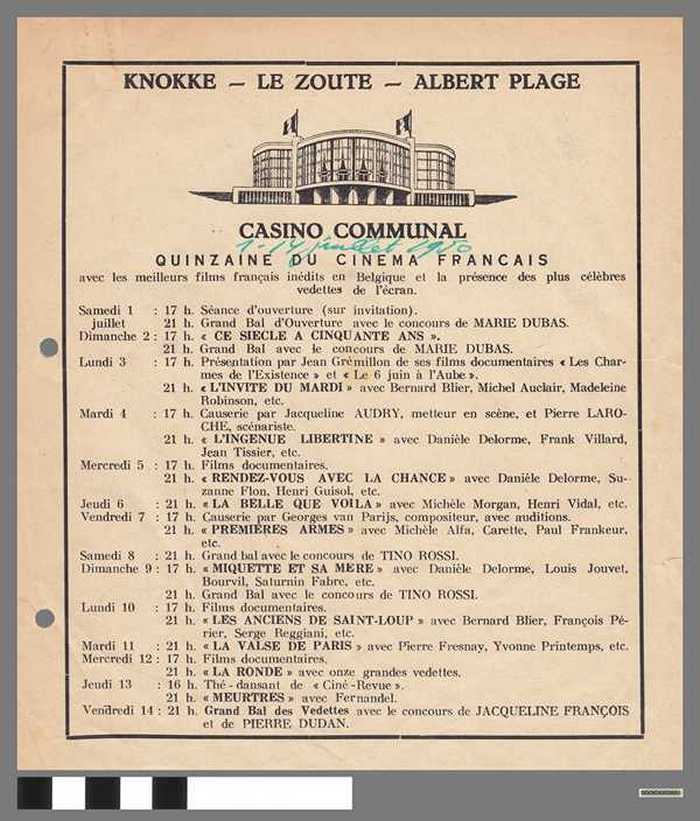 KNOKKE — LE ZOUTE — ALBERT PLAGE
CASINO COMMUNAL
1-14 juillet 1950
QUINZAINE DU CINEMA FRANCAIS
avec les meilleurs films français inédits en Belgique et la présence des plus célèbres
vedettes de l'écran.
Samedi 1 : 17 h. Séance d'ouverture (sur invitation).
juillet 21 h. Grand Bal d'Ouverture avec le concours de MARIE DUBAS.
Dimanche 2 : 17 h. « CE SIECLE A CINQUANTE ANS ».
21 h. Grand Bal avec le concours de MARIE DUBAS.
Lundi 3 : 17 h. Présentation par Jean Grémillon de ses films documentaires « Les Char-
mes de l'Existence » et « Le 6 juin à l'Aube ».
21 h. « L'INVITE DU MARDI » avec Bernard Blier, Michel Auclair, Madeleine
Robinson, etc.
Mardi 4 : 17 h. Causerie par Jacqueline AUDRY, metteur en scène, et Pierre LARO-
CHE, scénariste.
21 h. « L'INGENUE LIBERTINE » avec Danièle Delorme, Frank Villard,
Jean Tissier, etc.
Mercredi 5 : 17 h. Films documentaires.
21 h. « RENDEZ-VOUS AVEC LA CHANCE » avec Danièle Delorme, Su-
zanne Flon, Henri Guisol, etc.
Jeudi 6 : 21 h. « LA BELLE QUE VOILA » avec Michèle Morgan, Henri Vidal, etc.
Vendredi 7 : 17 h. Causerie par Georges van Parijs, compositeur, avec auditions.
21 h. « PREMIÈRES ARMES » avec Michèle Alfa, Carette, Paul Frankeur,
etc.
Samedi 8 : 21 h. Grand bal avec le concours de TINO ROSSI.
Dimanche 9 : 17 h. « MIQUETTE ET SA MERE » avec Danièle Delorme, Louis Jouvet,
Bourvil, Saturnin Fabre, etc.
21 h. Grand Bal avec le concours de TINO ROSSI.
Lundi 10 : 17 h. Films documentaires.
21 h. « LES ANCIENS DE SAINT-LOUP » avec Bernard Blier, François Pé-
rier, Serge Reggiani, etc.
Mardi 11 : 21 h. « LA VALSE DE PARIS » avec Pierre Fresnay, Yvonne Printemps, etc.
Mercredi 12 : 17 h. Films documentaires.
21 h. « LA RONDE » avec onze grandes vedettes.
Jeudi 13 : 16 h. Thé-dansant de « Ciné-Revue ».
21 h. « MEURTRES » avec Fernandel.
Vendredi 14 : 21 h. Grand Bal des Vedettes avec le concours de JACQUELINE FRANÇOIS
et de PIERRE DUDAN.